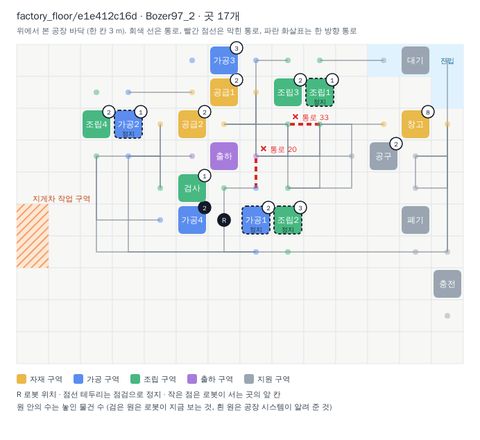 factory_floor/e1e412c16d · Bozer97_2 · 곳 17개
위에서 본 공장 바닥 (한 칸 3 m). 회색 선은 통로, 빨간 점선은 막힌 통로, 파란 화살표는 한 방향 통로
가공3 3
대기
진입
공급1 2
조립3 2
조립1 1
정지
조립4 2
가공2 1
정지
공급2 2
✕ 통로 33
창고 8
출하
✕ 통로 20
공구 2
검사 1
지게차 작업 구역
가공4 2
R
가공1 2
정지
조립2 3
정지
폐기
충전
자재 구역
가공 구역
조립 구역
출하 구역
지원 구역
R 로봇 위치 · 점선 테두리는 점검으로 정지 · 작은 점은 로봇이 서는 곳의 앞 칸
원 안의 수는 놓인 물건 수 (검은 원은 로봇이 지금 보는 것, 흰 원은 공장 시스템이 알려 준 것)